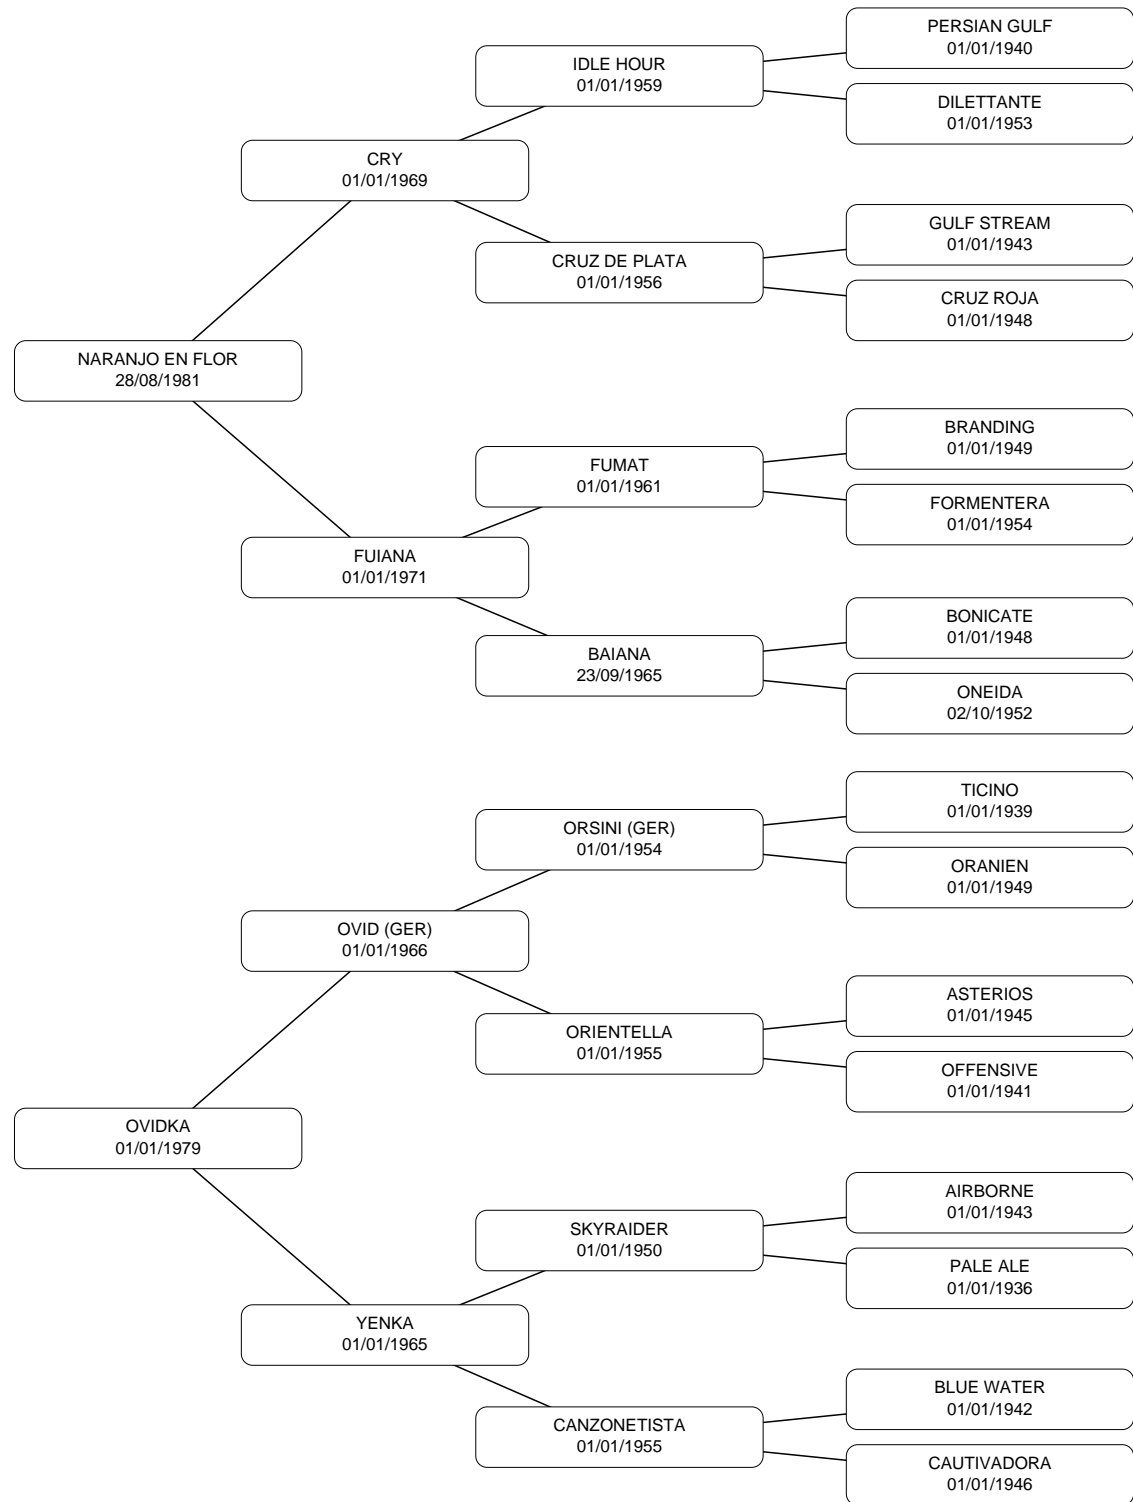 PERSIAN GULF
01/01/1940
IDLE HOUR
01/01/1959
DILETTANTE
01/01/1953
CRY
01/01/1969
GULF STREAM
01/01/1943
CRUZ DE PLATA
01/01/1956
CRUZ ROJA
01/01/1948
NARANJO EN FLOR
28/08/1981
BRANDING
01/01/1949
FUMAT
01/01/1961
FORMENTERA
01/01/1954
FUIANA
01/01/1971
BONICATE
01/01/1948
BAIANA
23/09/1965
ONEIDA
02/10/1952
TICINO
01/01/1939
ORSINI (GER)
01/01/1954
ORANIEN
01/01/1949
OVID (GER)
01/01/1966
ASTERIOS
01/01/1945
ORIENTELLA
01/01/1955
OFFENSIVE
01/01/1941
OVIDKA
01/01/1979
AIRBORNE
01/01/1943
SKYRAIDER
01/01/1950
PALE ALE
01/01/1936
YENKA
01/01/1965
BLUE WATER
01/01/1942
CANZONETISTA
01/01/1955
CAUTIVADORA
01/01/1946